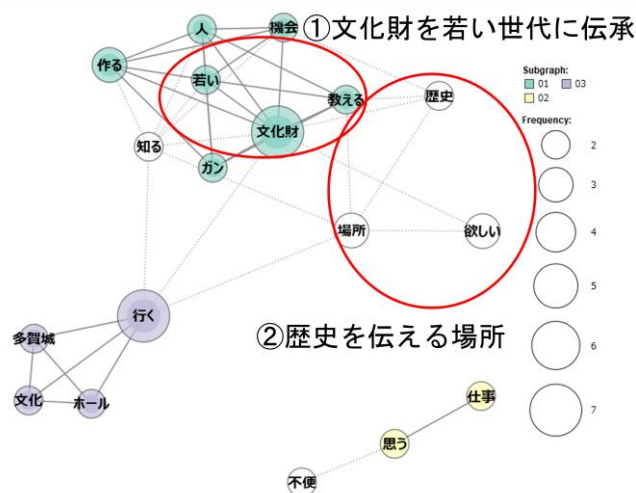 ①文化財を若い世代に伝承
人
機会
作る
若い
教える
歴史
文化財
知る
ガン
場所
欲しい
行く
②歴史を伝える場所
多賀城
文化
ホール
仕事
思う
不便
Subgraph:
01
03
02
Frequency:
2
3
4
5
6
7